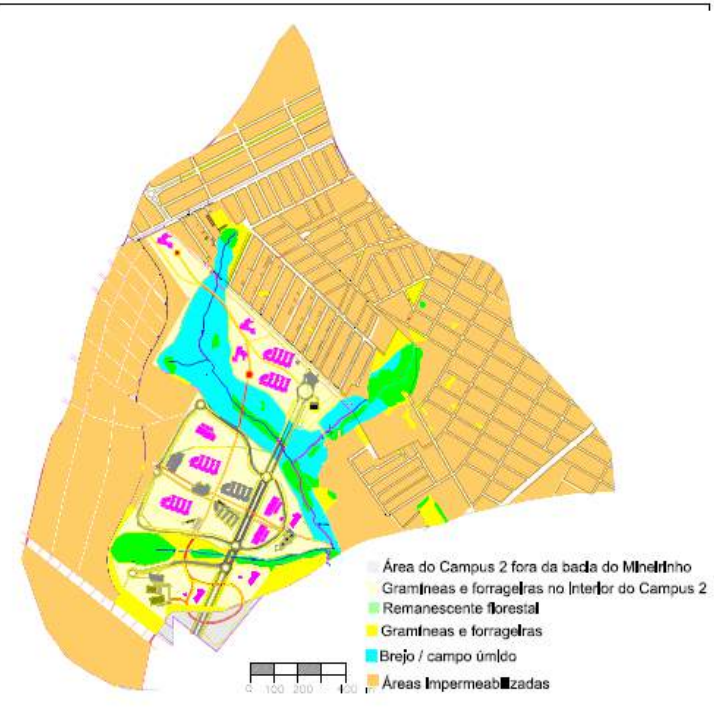 Área do Campus 2 fora da bacia do Mineirinho
Gramíneas e forrageiras no Interior do Campus 2
Remanescente florestal
Gramíneas e forrageiras
Brejo / campo úmido
Áreas Impermeabilizadas
0 100 200 400